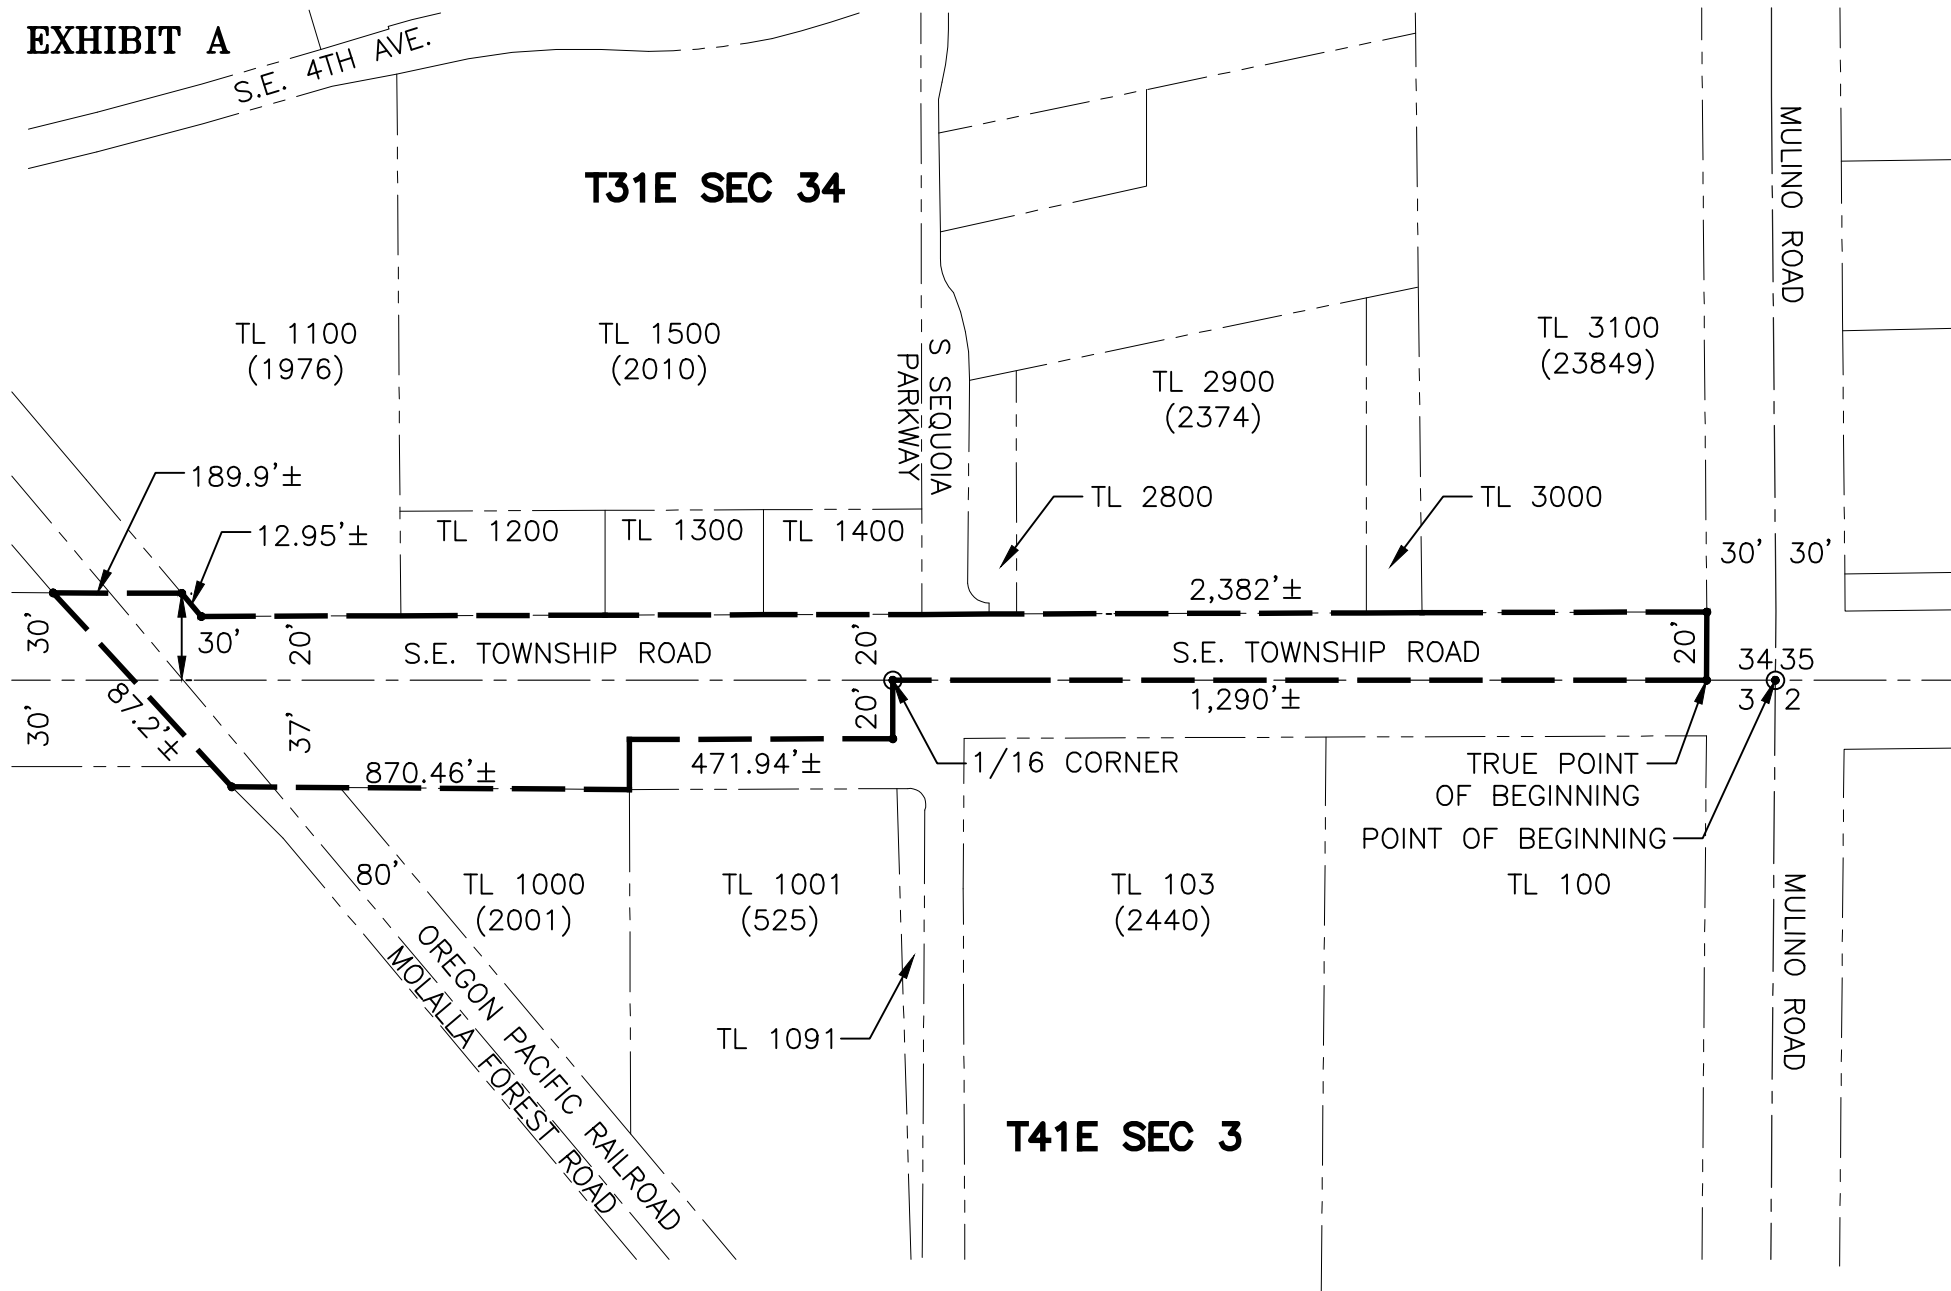 EXHIBIT A
S.E. 4TH AVE.
T31E SEC 34
MULINO ROAD
TL 1100
(1976)
TL 1500
(2010)
S SEQUOIA
PARKWAY
TL 2900
(2374)
TL 3100
(23849)
189.9'±
12.95'±
TL 1200
TL 1300
TL 1400
TL 2800
TL 3000
30'
30'
2,382'±
30'
30'
20'
S.E. TOWNSHIP ROAD
20'
S.E. TOWNSHIP ROAD
20'
34
35
3
2
30'
87.2'±
37'
20'
1,290'±
870.46'±
471.94'±
1/16 CORNER
TRUE POINT
OF BEGINNING
POINT OF BEGINNING
80'
TL 1000
(2001)
TL 1001
(525)
TL 103
(2440)
TL 100
MULINO ROAD
OREGON PACIFIC RAILROAD
MOLALLA FOREST ROAD
TL 1091
T41E SEC 3